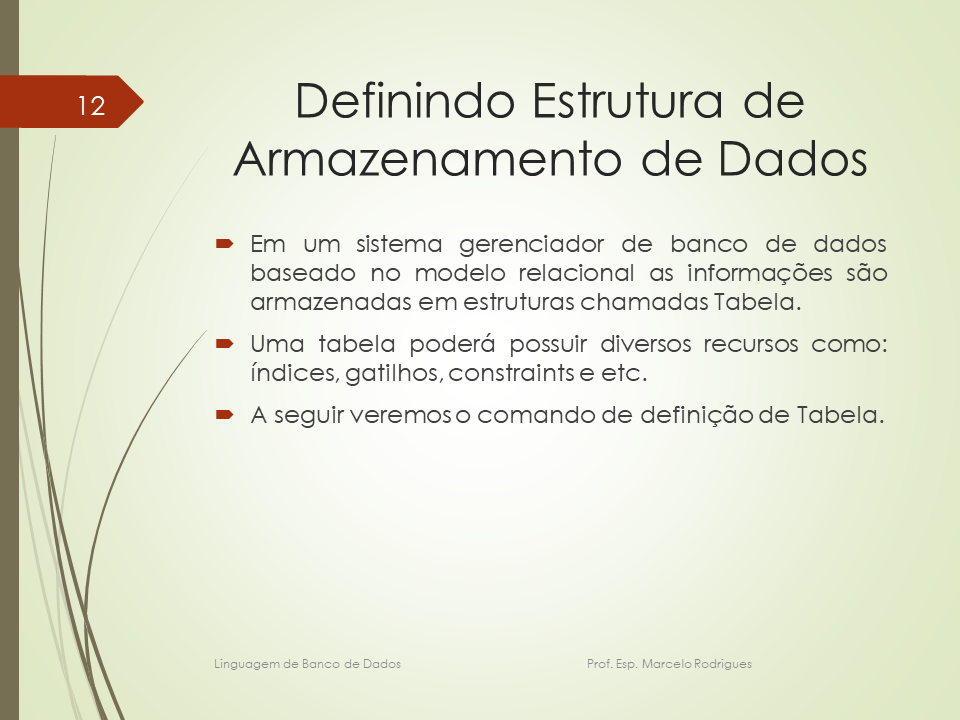 12
Definindo Estrutura de
Armazenamento de Dados
Em um sistema gerenciador de banco de dados
baseado no modelo relacional as informações são
armazenadas em estruturas chamadas Tabela.
Uma tabela poderá possuir diversos recursos como:
índices, gatilhos, constraints e etc.
A seguir veremos o comando de definição de Tabela.
Linguagem de Banco de Dados Prof. Esp. Marcelo Rodrigues